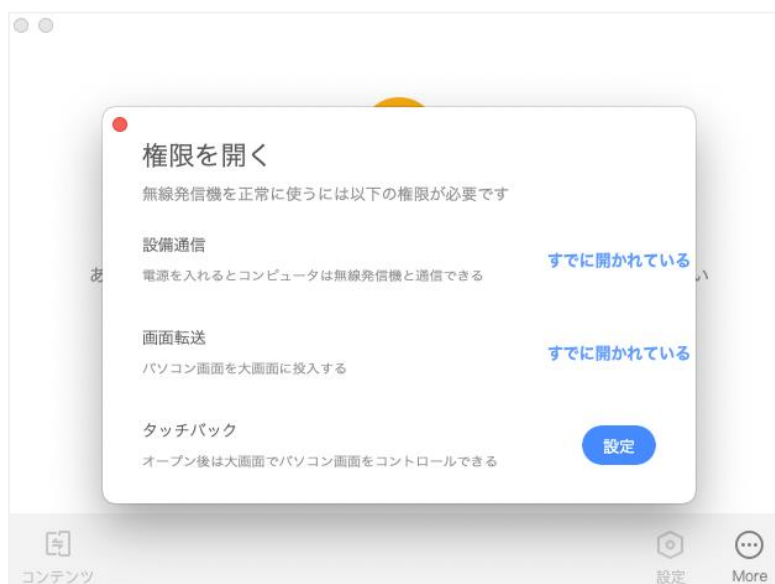 権限を開く
無線発信機を正常に使うには以下の権限が必要です
設備通信
すでに開かれている
電源を入れるとコンピュータは無線発信機と通信できる
あ
い
画面転送
すでに開かれている
パソコン画面を大画面に投入する
タッチバック
設定
オープン後は大画面でパソコン画面をコントロールできる
コンテンツ
設定
More